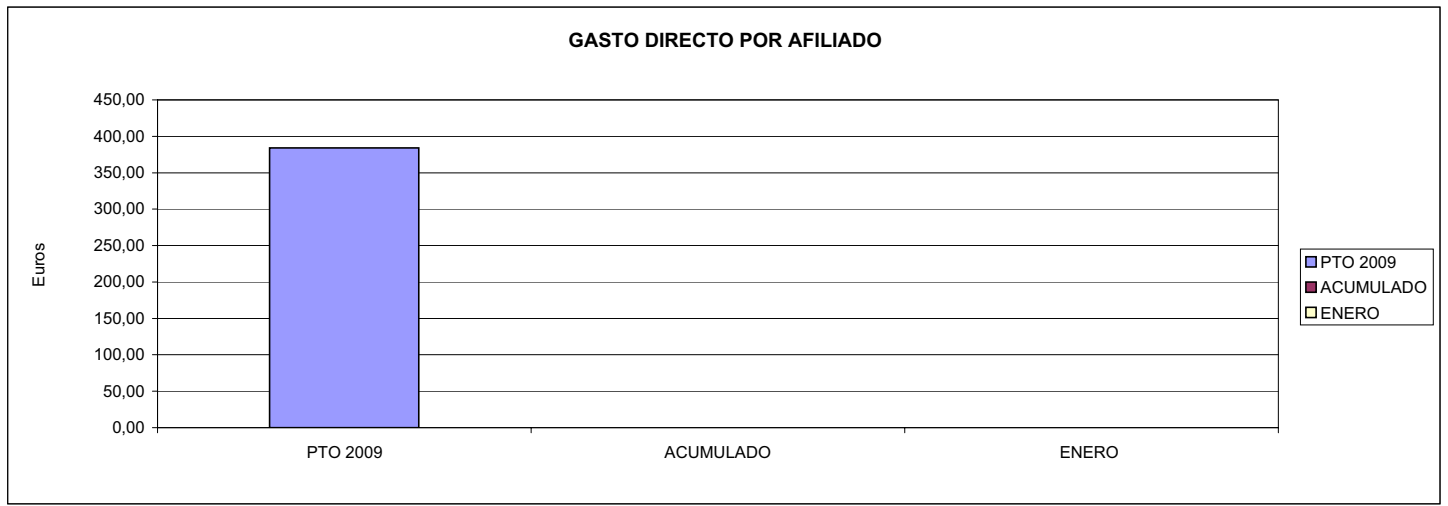 GASTO DIRECTO POR AFILIADO
450,00
400,00
350,00
300,00
250,00
200,00
150,00
100,00
50,00
0,00
Euros
PTO 2009
ACUMULADO
ENERO
PTO 2009
ACUMULADO
ENERO